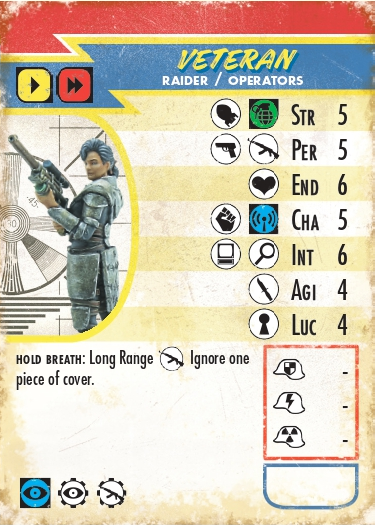 VETERAN
RAIDER / OPERATORS
STR 5
PER 5
END 6
CHA 5
INT 6
AGI 4
LUC 4
HOLD BREATH: Long Range Ignore one
piece of cover.
-
-
-